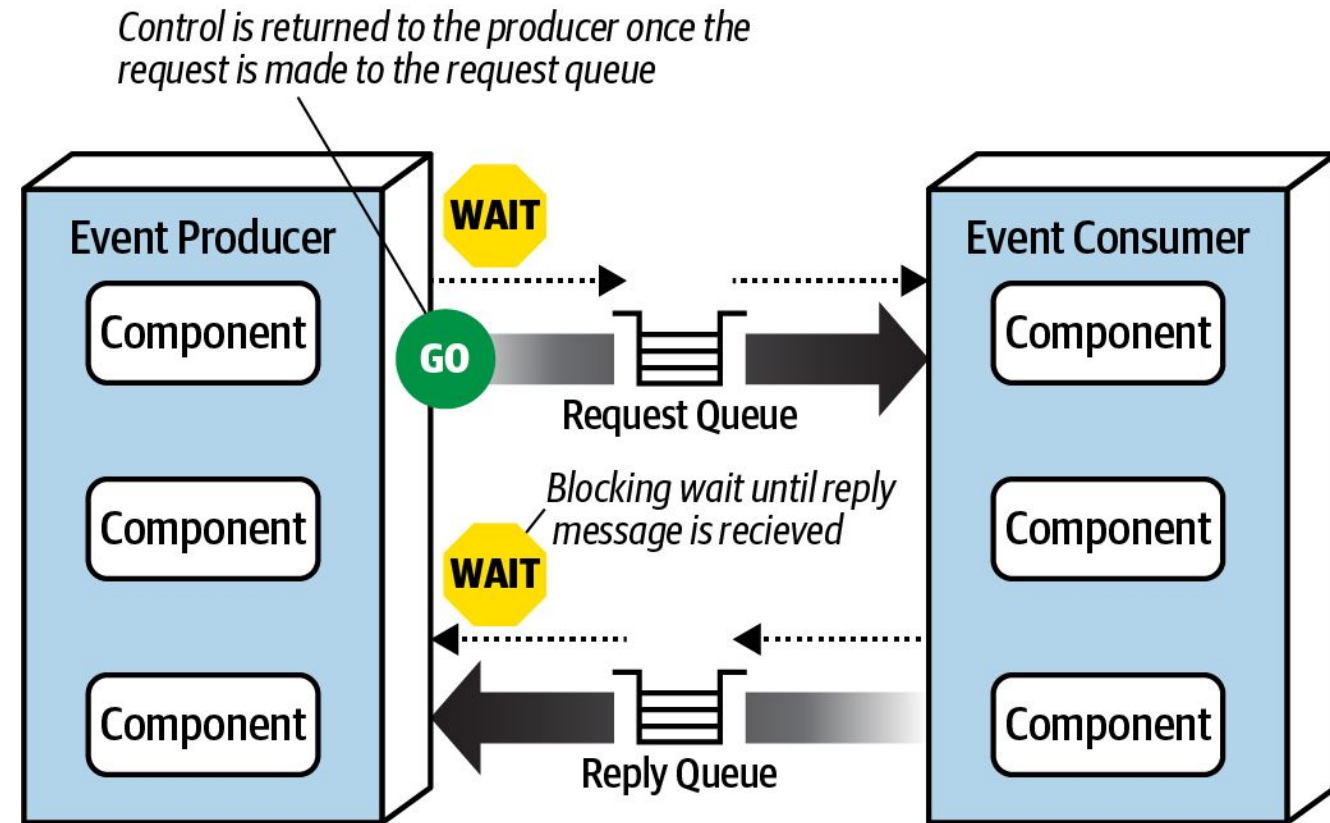 Control is returned to the producer once the
request is made to the request queue
WAIT
Event Producer
Event Consumer
Component
GO
Component
Request Queue
Blocking wait until reply
message is recieved
Component
WAIT
Component
Component
Component
Reply Queue